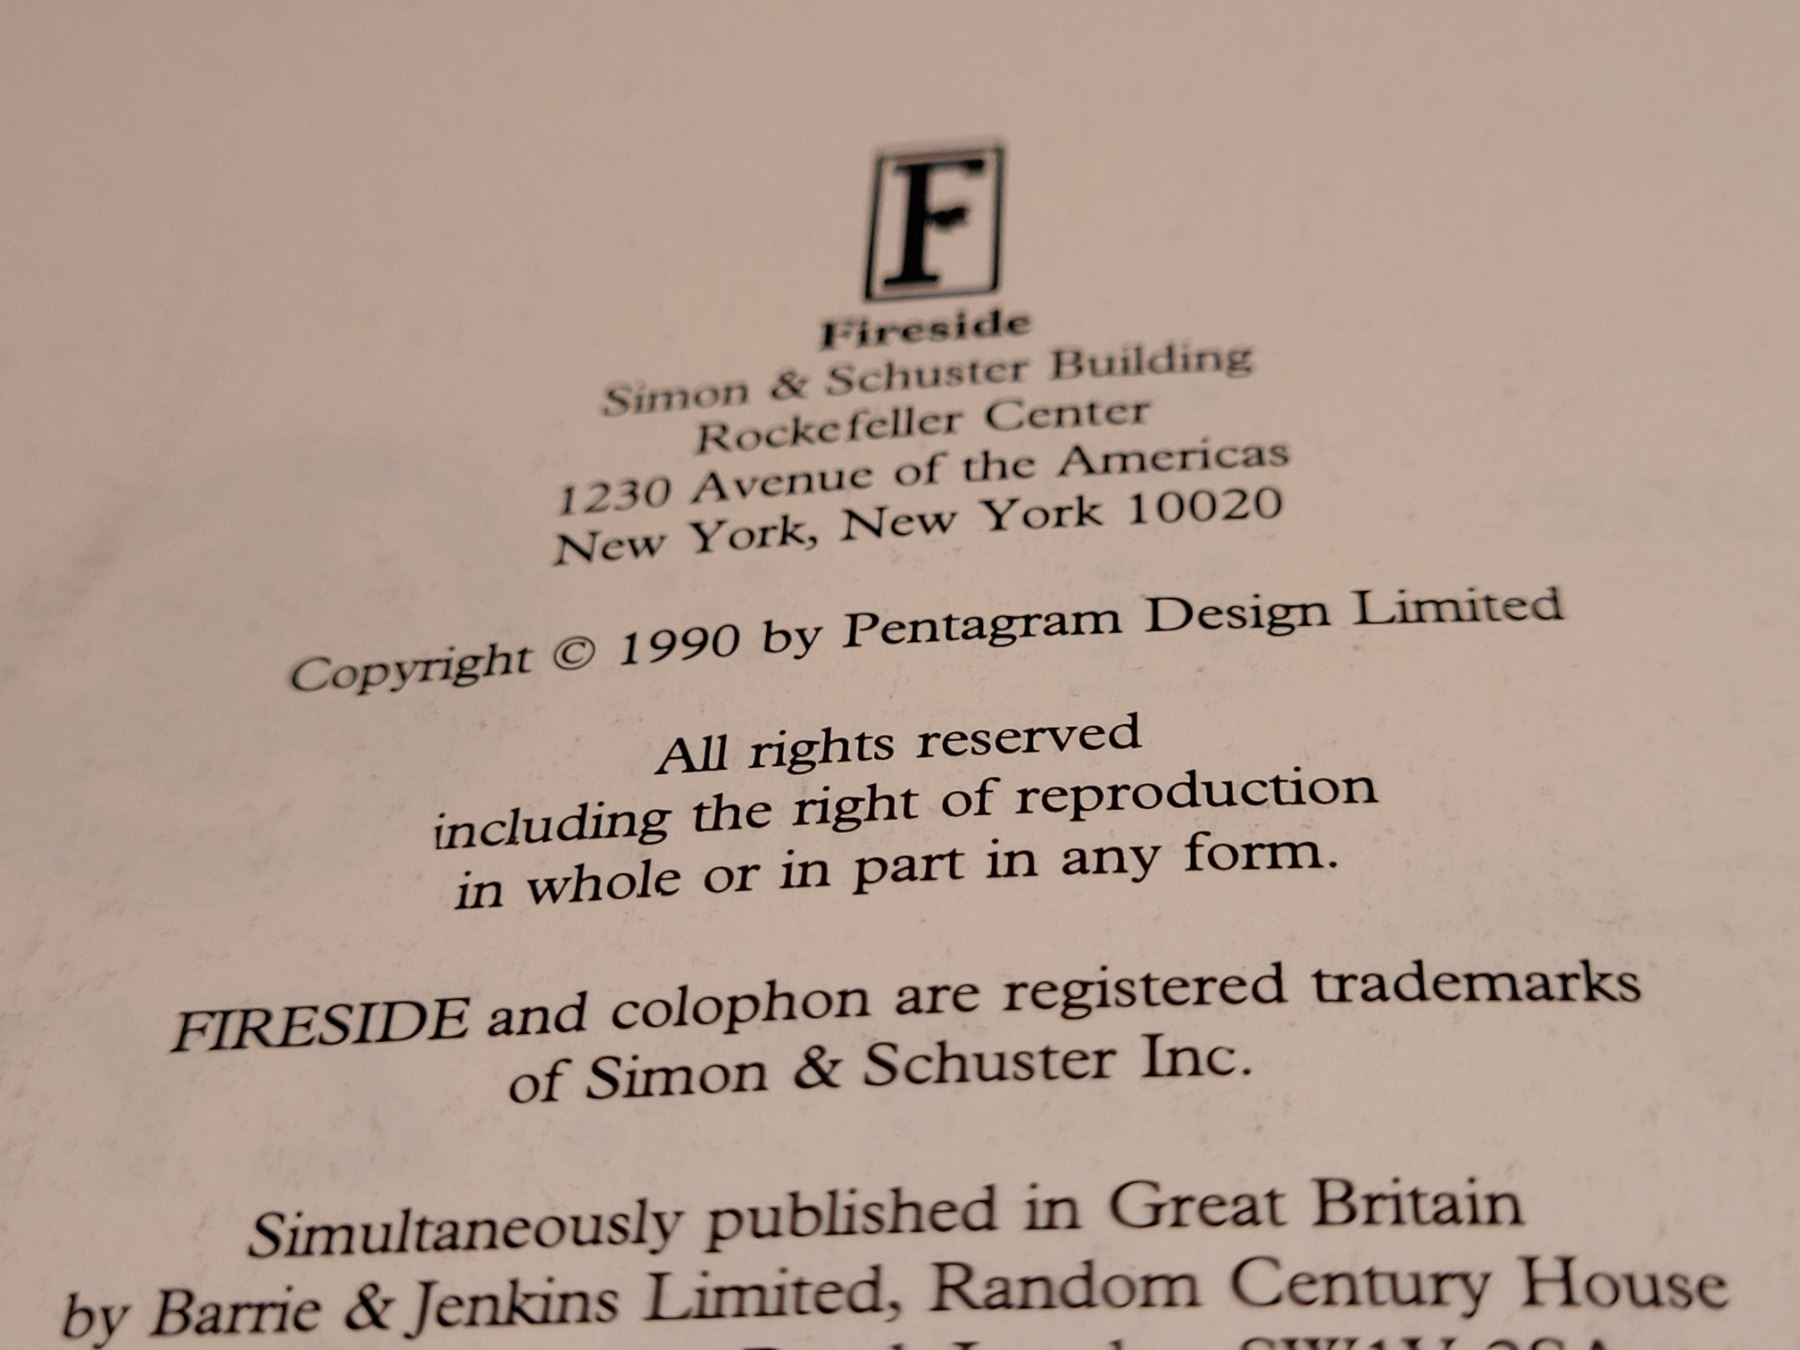 F
Fireside
Simon & Schuster Building
Rockefeller Center
1230 Avenue of the Americas
New York, New York 10020
Copyright © 1990 by Pentagram Design Limited
All rights reserved
including the right of reproduction
in whole or in part in any form.
FIRESIDE and colophon are registered trademarks
of Simon & Schuster Inc.
Simultaneously published in Great Britain
by Barrie & Jenkins Limited, Random Century House